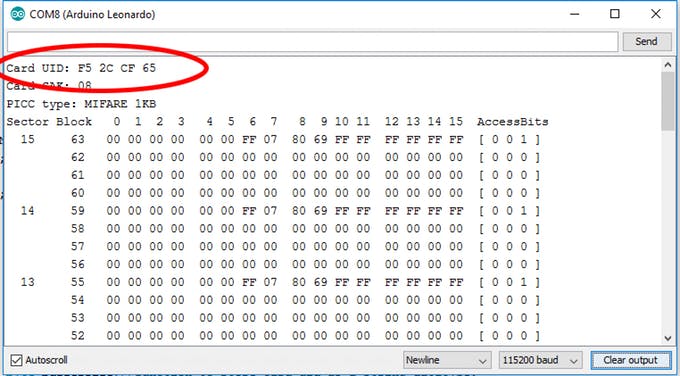 COM8 (Arduino Leonardo)
Send
Card UID: F5 2C CF 65
Card SAK: 08
PICC type: MIFARE 1KB
Sector Block 0 1 2 3 4 5 6 7 8 9 10 11 12 13 14 15 AccessBits
15 63 00 00 00 00 00 00 FF 07 80 69 FF FF FF FF FF FF [ 0 0 1 ]
62 00 00 00 00 00 00 00 00 00 00 00 00 00 00 00 00 [ 0 0 0 ]
61 00 00 00 00 00 00 00 00 00 00 00 00 00 00 00 00 [ 0 0 0 ]
60 00 00 00 00 00 00 00 00 00 00 00 00 00 00 00 00 [ 0 0 0 ]
14 59 00 00 00 00 00 00 FF 07 80 69 FF FF FF FF FF FF [ 0 0 1 ]
58 00 00 00 00 00 00 00 00 00 00 00 00 00 00 00 00 [ 0 0 0 ]
57 00 00 00 00 00 00 00 00 00 00 00 00 00 00 00 00 [ 0 0 0 ]
56 00 00 00 00 00 00 00 00 00 00 00 00 00 00 00 00 [ 0 0 0 ]
13 55 00 00 00 00 00 00 FF 07 80 69 FF FF FF FF FF FF [ 0 0 1 ]
54 00 00 00 00 00 00 00 00 00 00 00 00 00 00 00 00 [ 0 0 0 ]
53 00 00 00 00 00 00 00 00 00 00 00 00 00 00 00 00 [ 0 0 0 ]
52 00 00 00 00 00 00 00 00 00 00 00 00 00 00 00 00 [ 0 0 0 ]
Autoscroll Newline 115200 baud Clear output